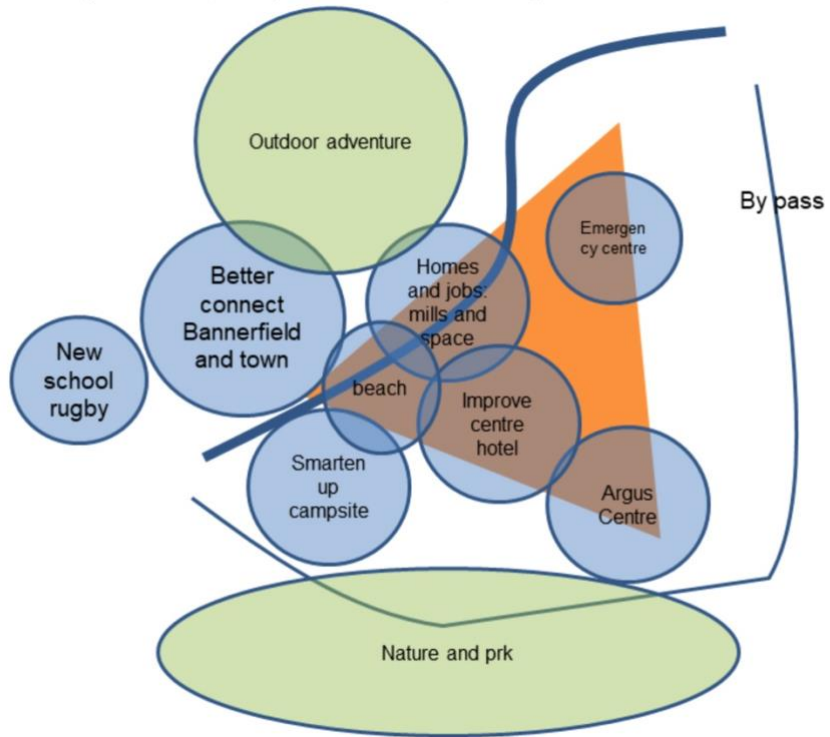 Outdoor adventure
By pass
Emergen
cy centre
Better
connect
Bannerfield
and town
Homes
and jobs:
mills and
space
New
school
rugby
beach
Improve
centre
hotel
Smarten
up
campsite
Argus
Centre
Nature and prk